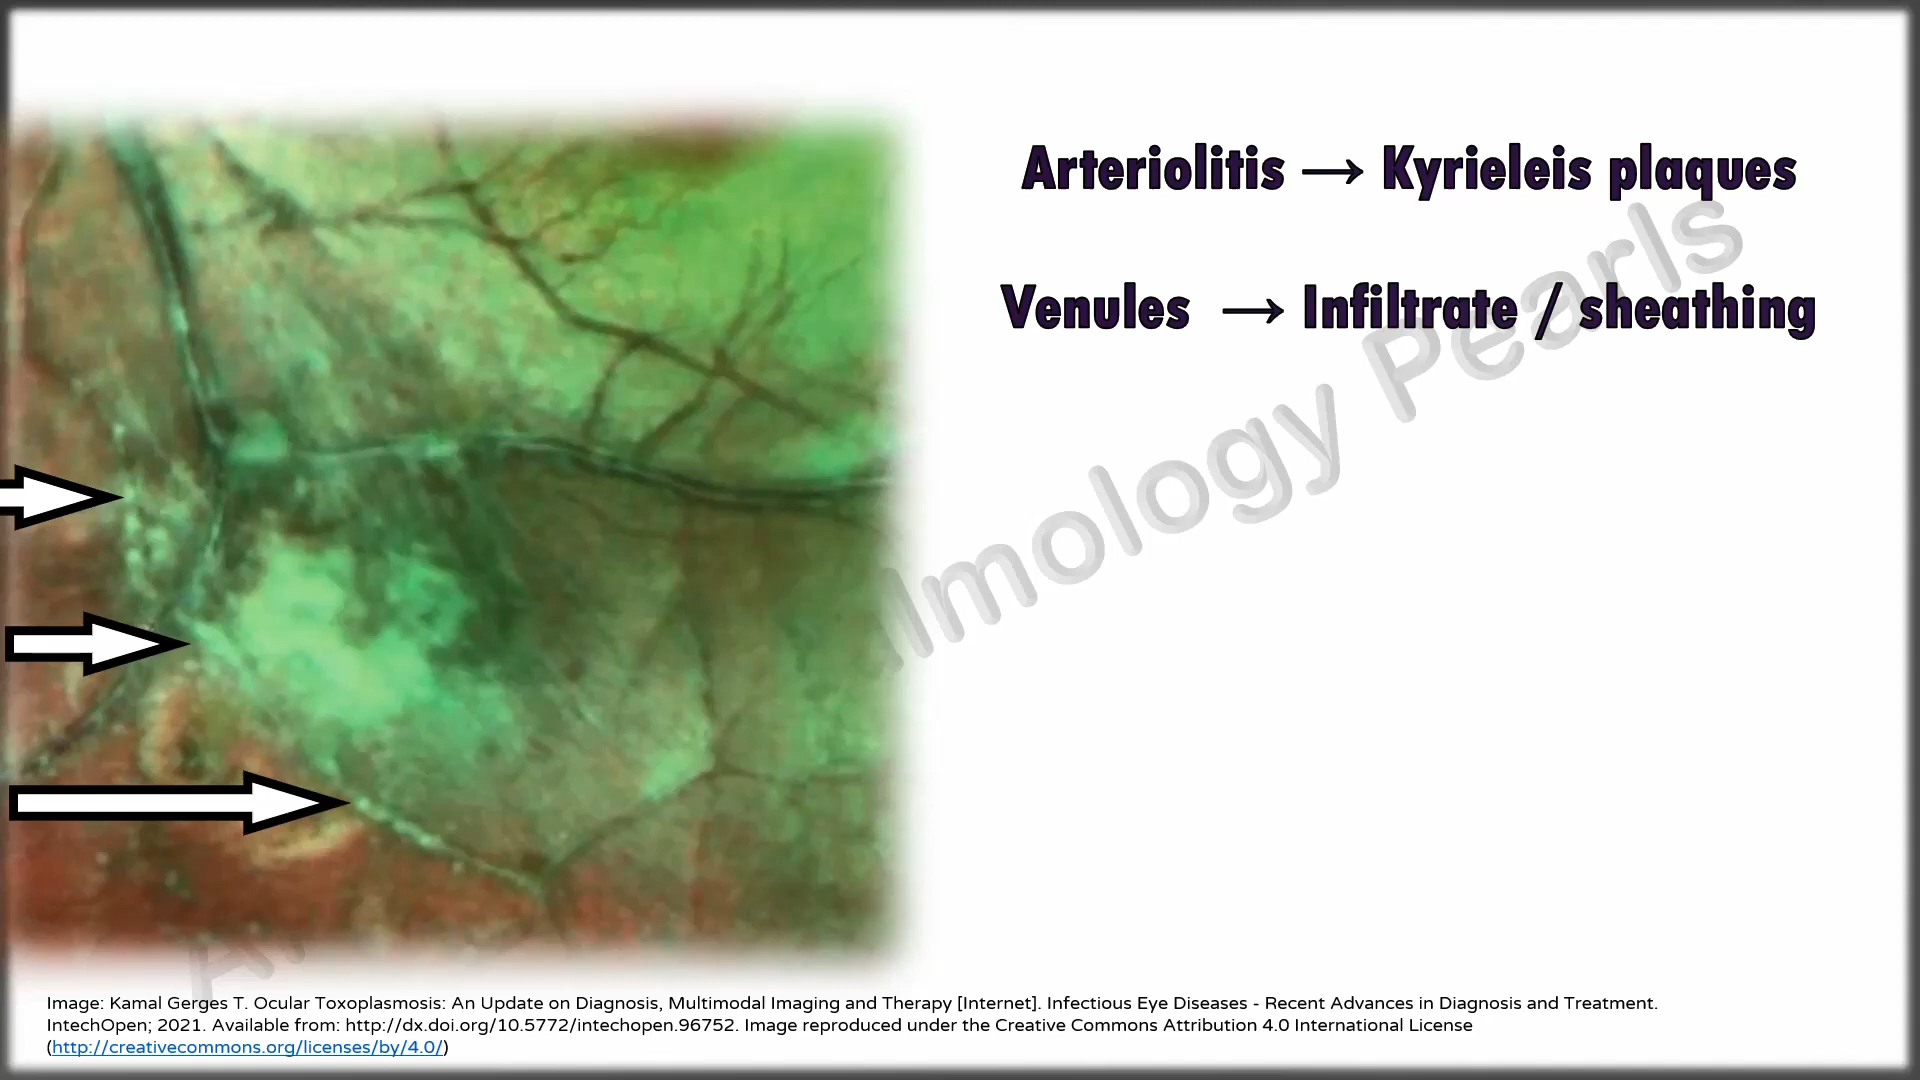 Arteriolitis → Kyrieleis plaques
Venules → Infiltrate / sheathing
Pearls
Image: Kamal Gerges T. Ocular Toxoplasmosis: An Update on Diagnosis, Multimodal Imaging and Therapy [Internet]. Infectious Eye Diseases - Recent Advances in Diagnosis and Treatment.
IntechOpen; 2021. Available from: http://dx.doi.org/10.5772/intechopen.96752. Image reproduced under the Creative Commons Attribution 4.0 International License
(http://creativecommons.org/licenses/by/4.0/)